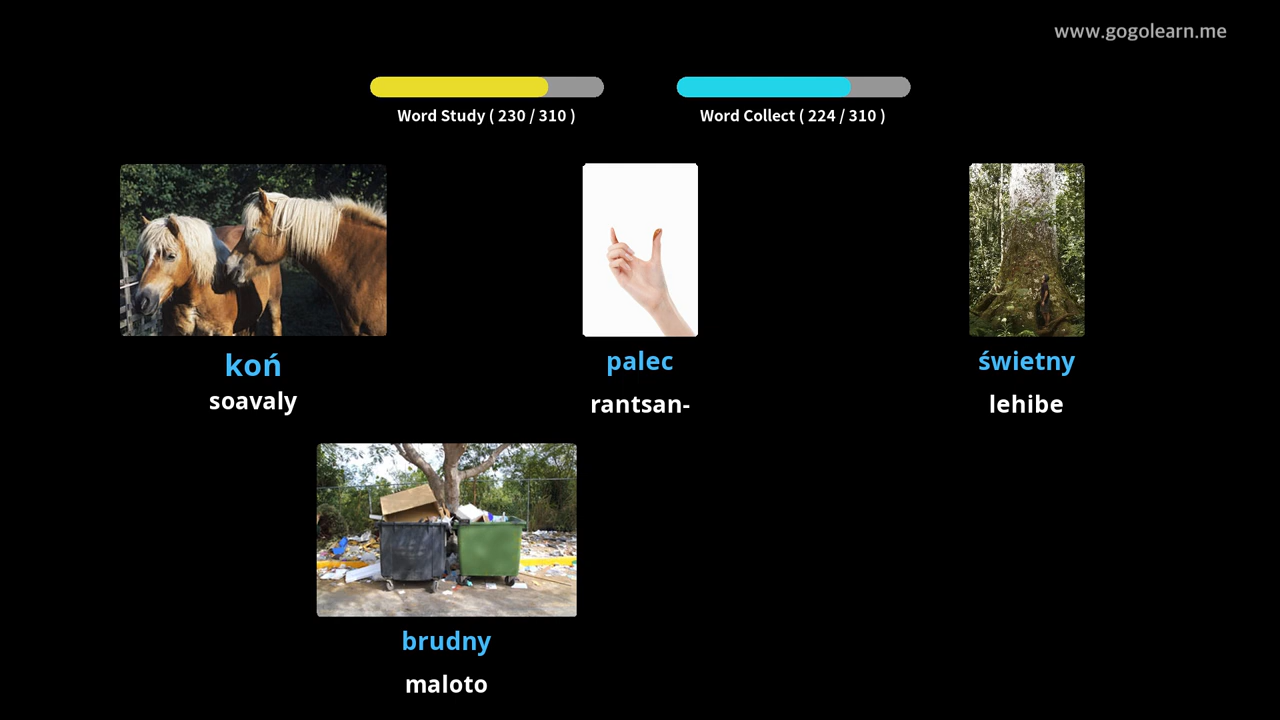 www.gogolearn.me
Word Study ( 230 / 310 )
Word Collect ( 224 / 310 )
koń
soavaly
palec
rantsan-
świetny
lehibe
brudny
maloto